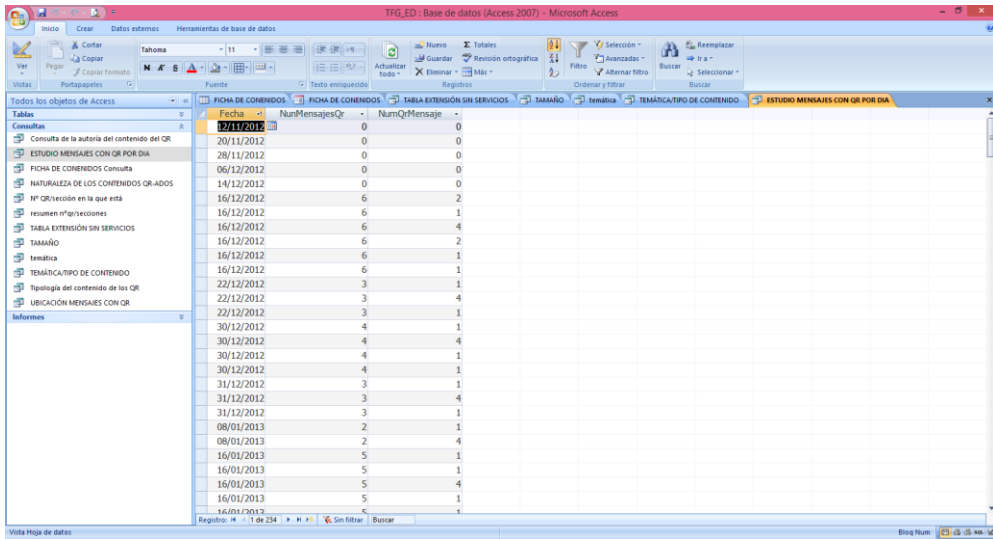 TFG_ED : Base de datos (Access 2007) - Microsoft Access
Inicio Crear Datos externos Herramientas de base de datos
Ver
Vistas
Pegar
Cortar
Copiar
Copiar formato
Portapapeles
Tahoma 11
N K S
Fuente
Texto enriquecido
Actualizar todo
Nuevo
Guardar
Eliminar
Totales
Revisión ortográfica
Más
Registros
Filtro
Selección
Avanzadas
Alternar filtro
Ordenar y filtrar
Buscar
Reemplazar
Ir a
Seleccionar
Buscar
Todos los objetos de Access
Tablas
Consultas
Consulta de la autoría del contenido del QR
ESTUDIO MENSAJES CON QR POR DIA
FICHA DE CONENIDOS Consulta
NATURALEZA DE LOS CONTENIDOS QR-ADOS
Nº QR/sección en la que está
resumen nºqr/secciones
TABLA EXTENSIÓN SIN SERVICIOS
TAMAÑO
temática
TEMÁTICA/TIPO DE CONTENIDO
Tipología del contenido de los QR
UBICACIÓN MENSAJES CON QR
Informes
FICHA DE CONENIDOS FICHA DE CONENIDOS TABLA EXTENSIÓN SIN SERVICIOS TAMAÑO temática TEMÁTICA/TIPO DE CONTENIDO ESTUDIO MENSAJES CON QR POR DIA
Fecha NunMensajesQr NumQrMensaje
12/11/2012 0 0
20/11/2012 0 0
28/11/2012 0 0
06/12/2012 0 0
14/12/2012 0 0
16/12/2012 6 2
16/12/2012 6 1
16/12/2012 6 4
16/12/2012 6 2
16/12/2012 6 1
16/12/2012 6 1
22/12/2012 3 1
22/12/2012 3 4
22/12/2012 3 1
30/12/2012 4 1
30/12/2012 4 4
30/12/2012 4 1
30/12/2012 4 1
31/12/2012 3 1
31/12/2012 3 4
31/12/2012 3 1
08/01/2013 2 1
08/01/2013 2 4
16/01/2013 5 1
16/01/2013 5 1
16/01/2013 5 4
16/01/2013 5 1
16/01/2013 5 1
Registro: 1 de 234 Sin filtrar Buscar
Vista Hoja de datos
Bloq Num
SQL